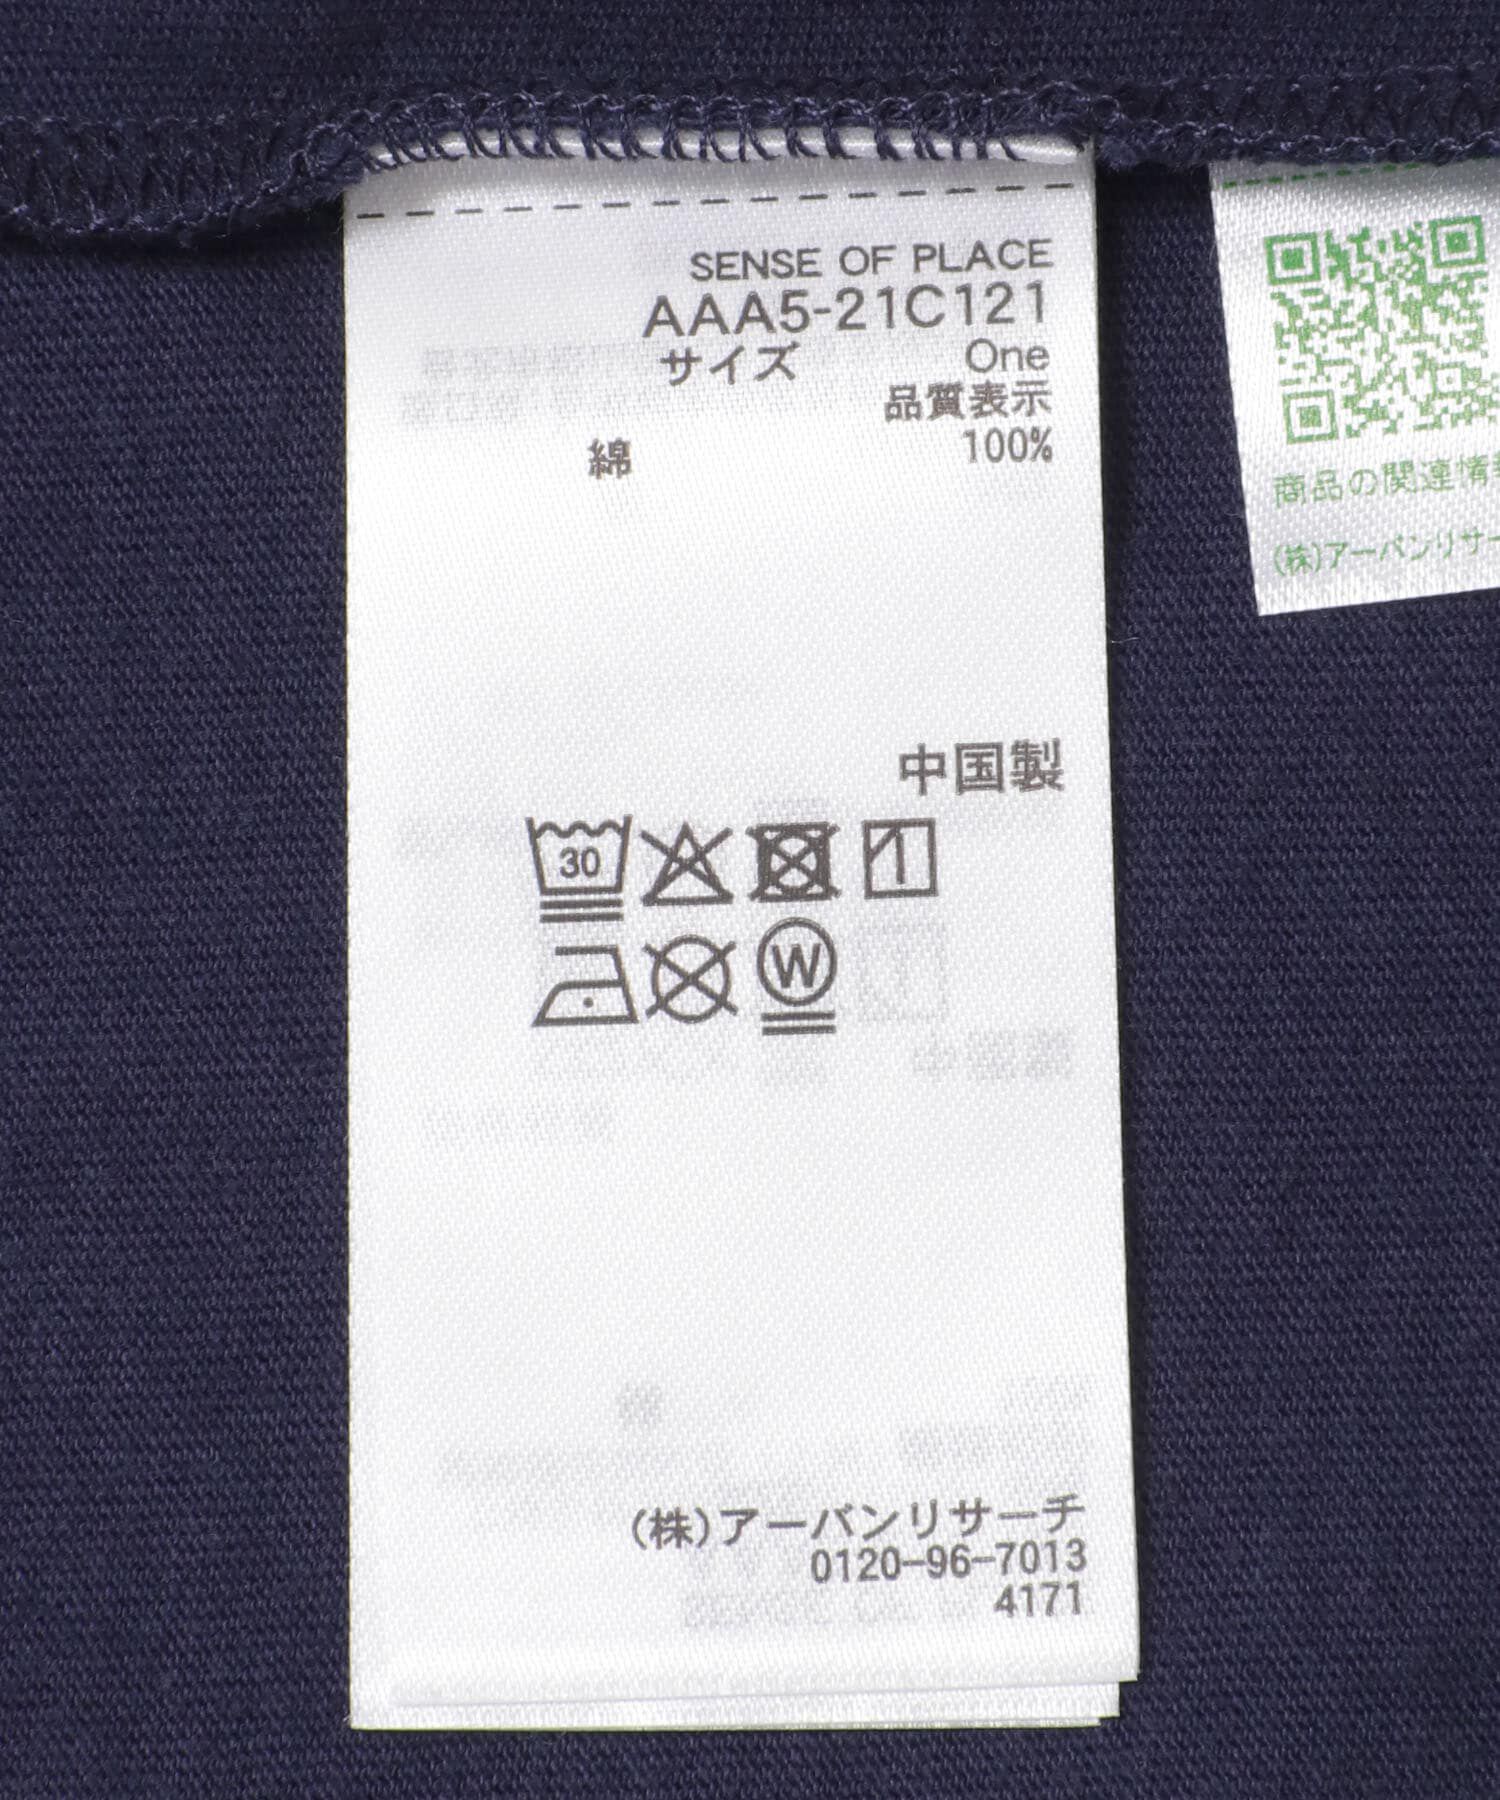 SENSE OF PLACE
AAA5-21C121
サイズ One
品質表示
綿 100%
中国製
30
W
(株)アーバンリサーチ
0120-96-7013
4171
商品の関連情
(株)アーバンリサー